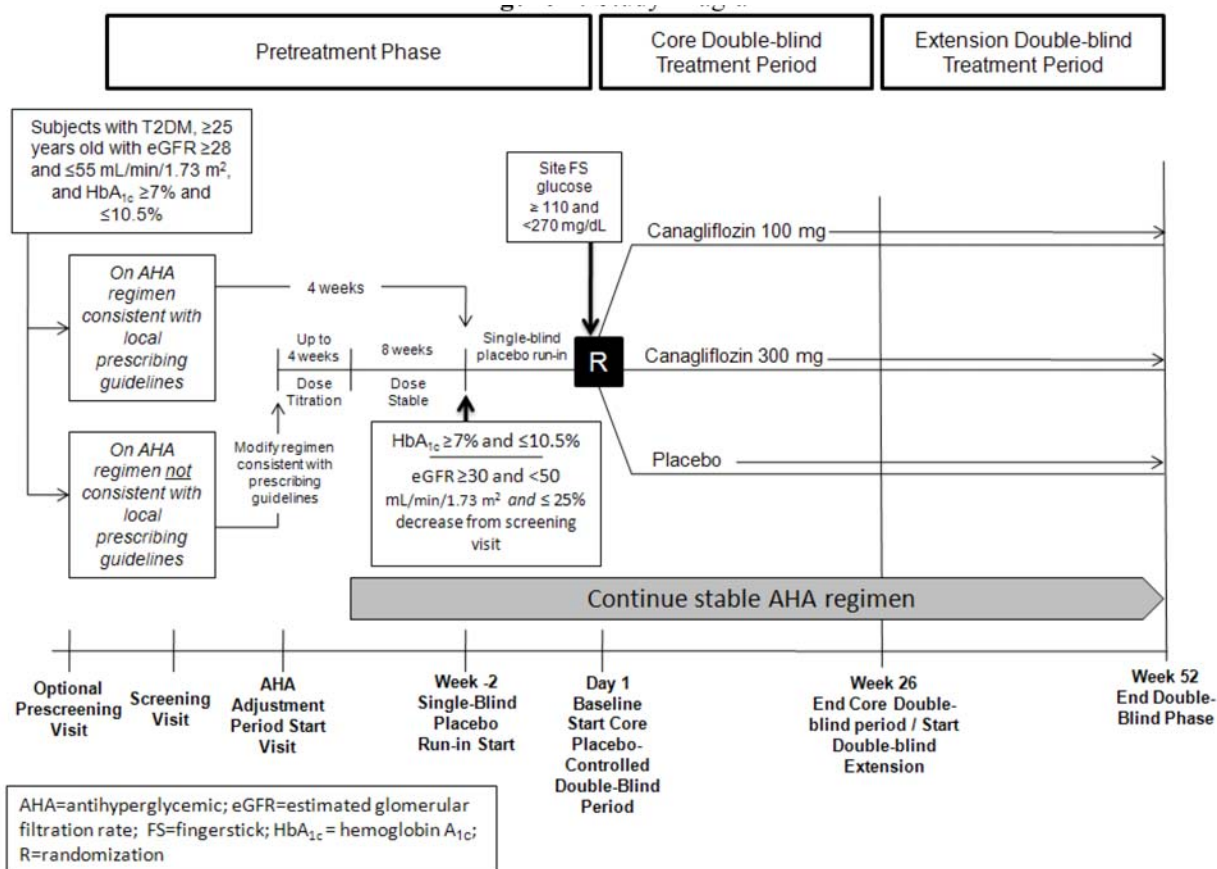 Pretreatment Phase
Core Double-blind
Treatment Period
Extension Double-blind
Treatment Period
Subjects with T2DM, ≥25
years old with eGFR ≥28
and ≤55 mL/min/1.73 m²,
and HbA1c ≥7% and
≤10.5%
Site FS
glucose
≥ 110 and
<270 mg/dL
Canagliflozin 100 mg
On AHA
regimen
consistent with
local
prescribing
guidelines
4 weeks
Up to
4 weeks
8 weeks
Single-blind
placebo run-in
R
Canagliflozin 300 mg
Dose
Titration
Dose
Stable
On AHA
regimen not
consistent with
local
prescribing
guidelines
Modify regimen
consistent with
prescribing
guidelines
HbA1c ≥7% and ≤10.5%
eGFR ≥30 and <50
mL/min/1.73 m² and ≤ 25%
decrease from screening
visit
Placebo
Continue stable AHA regimen
Optional
Prescreening
Visit
Screening
Visit
AHA
Adjustment
Period Start
Visit
Week -2
Single-Blind
Placebo
Run-in Start
Day 1
Baseline
Start Core
Placebo-
Controlled
Double-Blind
Period
Week 26
End Core Double-
blind period / Start
Double-blind
Extension
Week 52
End Double-
Blind Phase
AHA=antihyperglycemic; eGFR=estimated glomerular
filtration rate; FS=fingerstick; HbA1c = hemoglobin A1c;
R=randomization